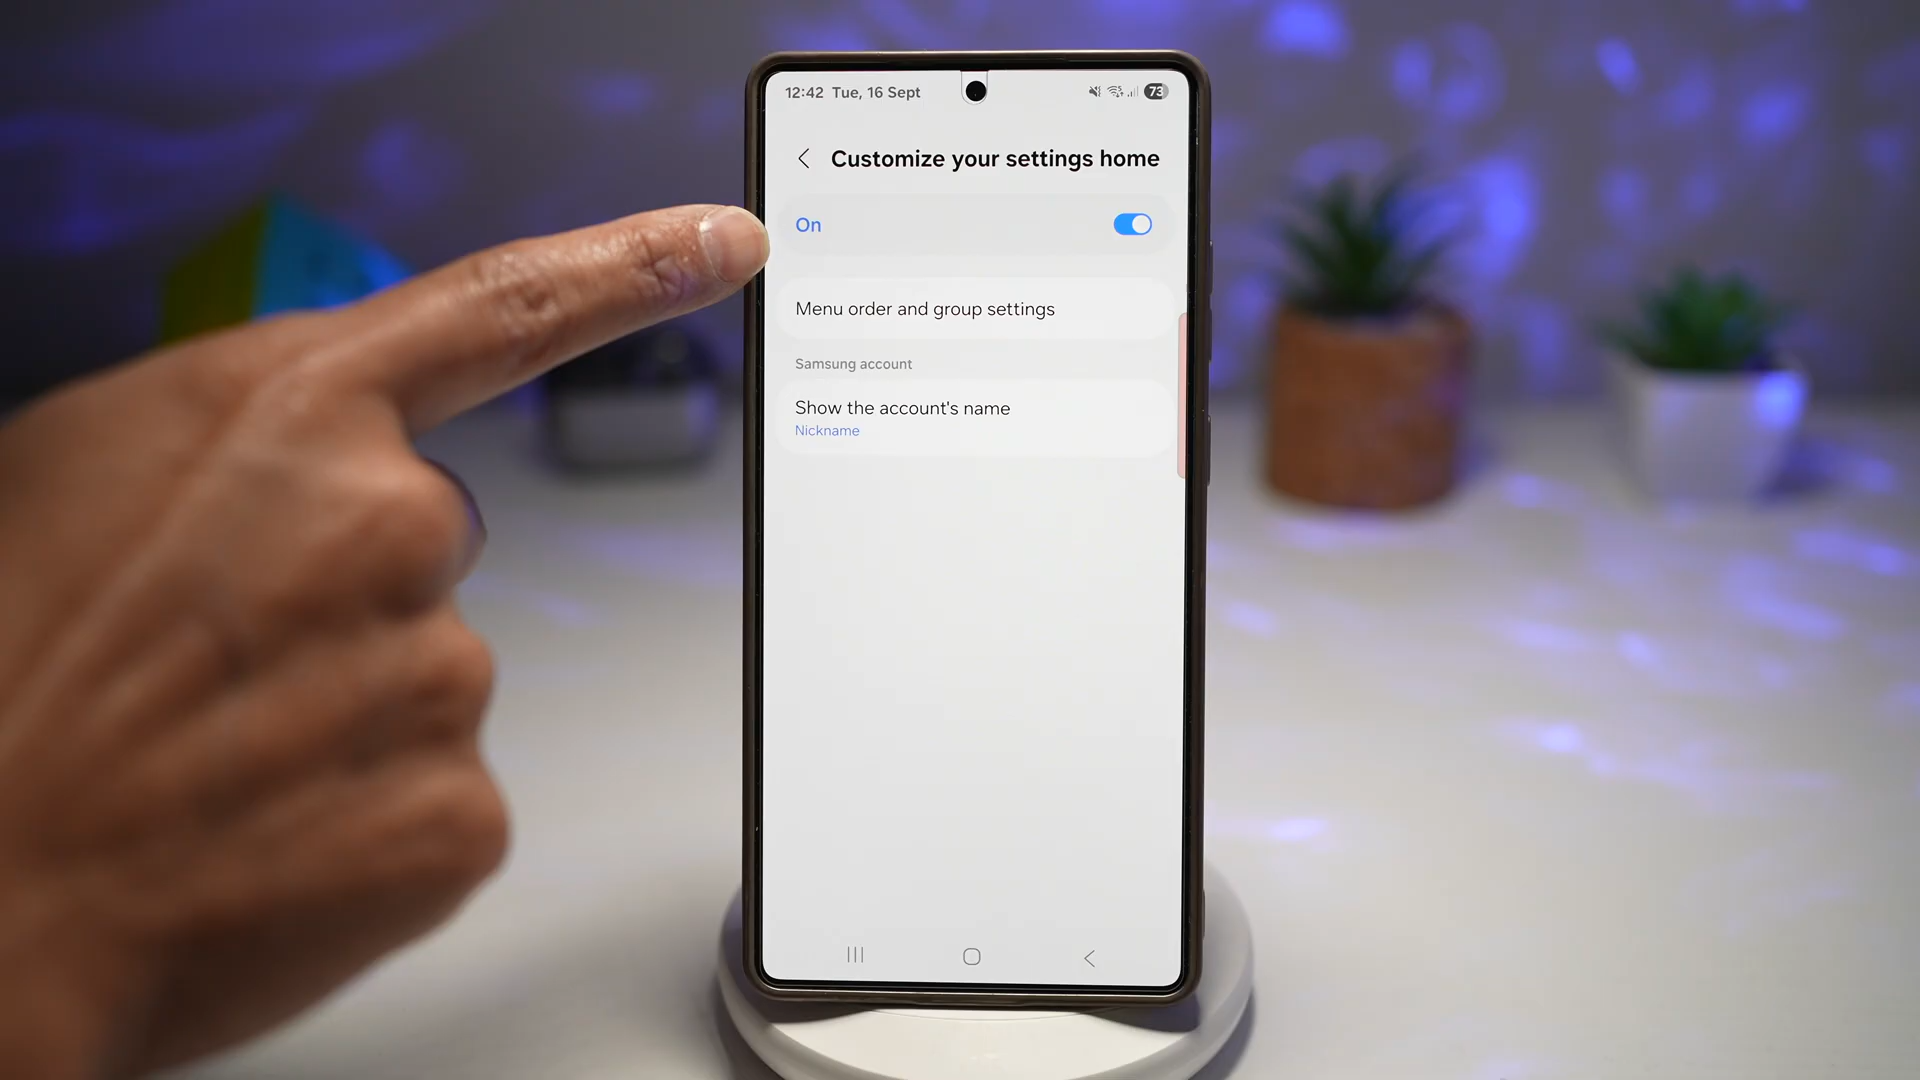 12:42 Tue, 16 Sept
73
Customize your settings home
On
Menu order and group settings
Samsung account
Show the account's name
Nickname